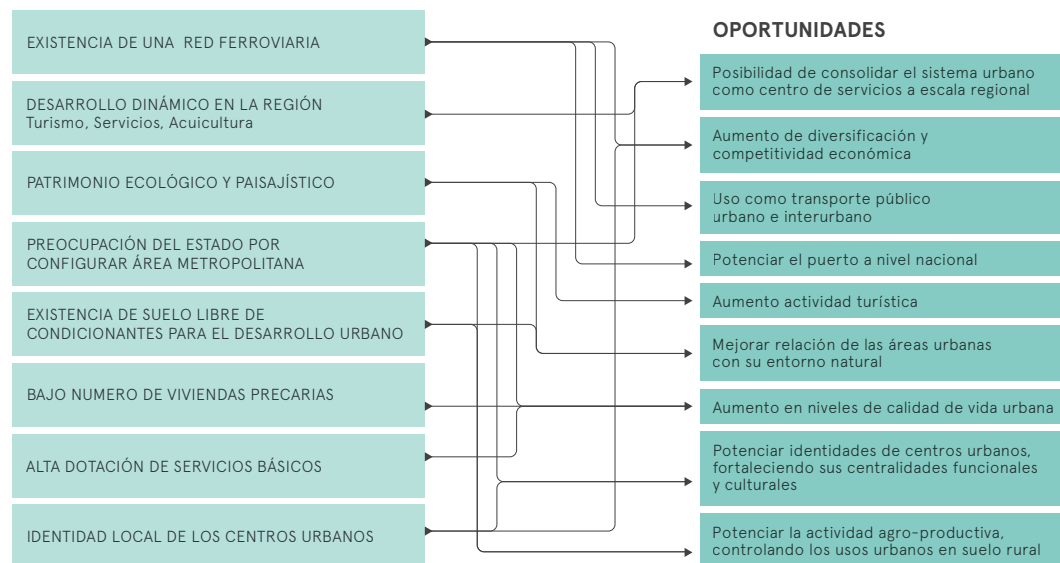 EXISTENCIA DE UNA RED FERROVIARIA
DESARROLLO DINÁMICO EN LA REGIÓN
Turismo, Servicios, Acuicultura
PATRIMONIO ECOLÓGICO Y PAISAJÍSTICO
PREOCUPACIÓN DEL ESTADO POR
CONFIGURAR ÁREA METROPOLITANA
EXISTENCIA DE SUELO LIBRE DE
CONDICIONANTES PARA EL DESARROLLO URBANO
BAJO NUMERO DE VIVIENDAS PRECARIAS
ALTA DOTACIÓN DE SERVICIOS BÁSICOS
IDENTIDAD LOCAL DE LOS CENTROS URBANOS
OPORTUNIDADES
Posibilidad de consolidar el sistema urbano
como centro de servicios a escala regional
Aumento de diversificación y
competitividad económica
Uso como transporte público
urbano e interurbano
Potenciar el puerto a nivel nacional
Aumento actividad turística
Mejorar relación de las áreas urbanas
con su entorno natural
Aumento en niveles de calidad de vida urbana
Potenciar identidades de centros urbanos,
fortaleciendo sus centralidades funcionales
y culturales
Potenciar la actividad agro-productiva,
controlando los usos urbanos en suelo rural